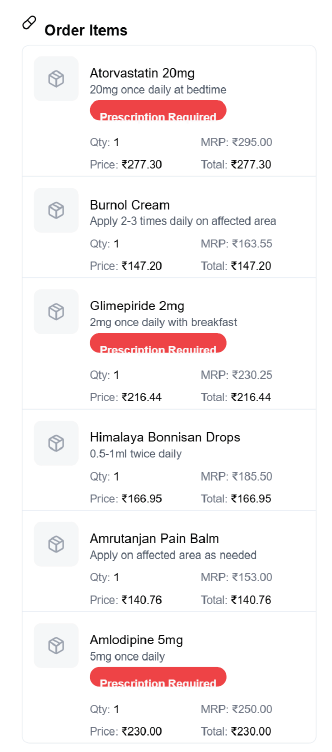 Order Items
Atorvastatin 20mg
20mg once daily at bedtime
Prescription Required
Qty: 1 MRP: ₹295.00
Price: ₹277.30 Total: ₹277.30
Burnol Cream
Apply 2-3 times daily on affected area
Qty: 1 MRP: ₹163.55
Price: ₹147.20 Total: ₹147.20
Glimepiride 2mg
2mg once daily with breakfast
Prescription Required
Qty: 1 MRP: ₹230.25
Price: ₹216.44 Total: ₹216.44
Himalaya Bonnisan Drops
0.5-1ml twice daily
Qty: 1 MRP: ₹185.50
Price: ₹166.95 Total: ₹166.95
Amrutanjan Pain Balm
Apply on affected area as needed
Qty: 1 MRP: ₹153.00
Price: ₹140.76 Total: ₹140.76
Amlodipine 5mg
5mg once daily
Prescription Required
Qty: 1 MRP: ₹250.00
Price: ₹230.00 Total: ₹230.00